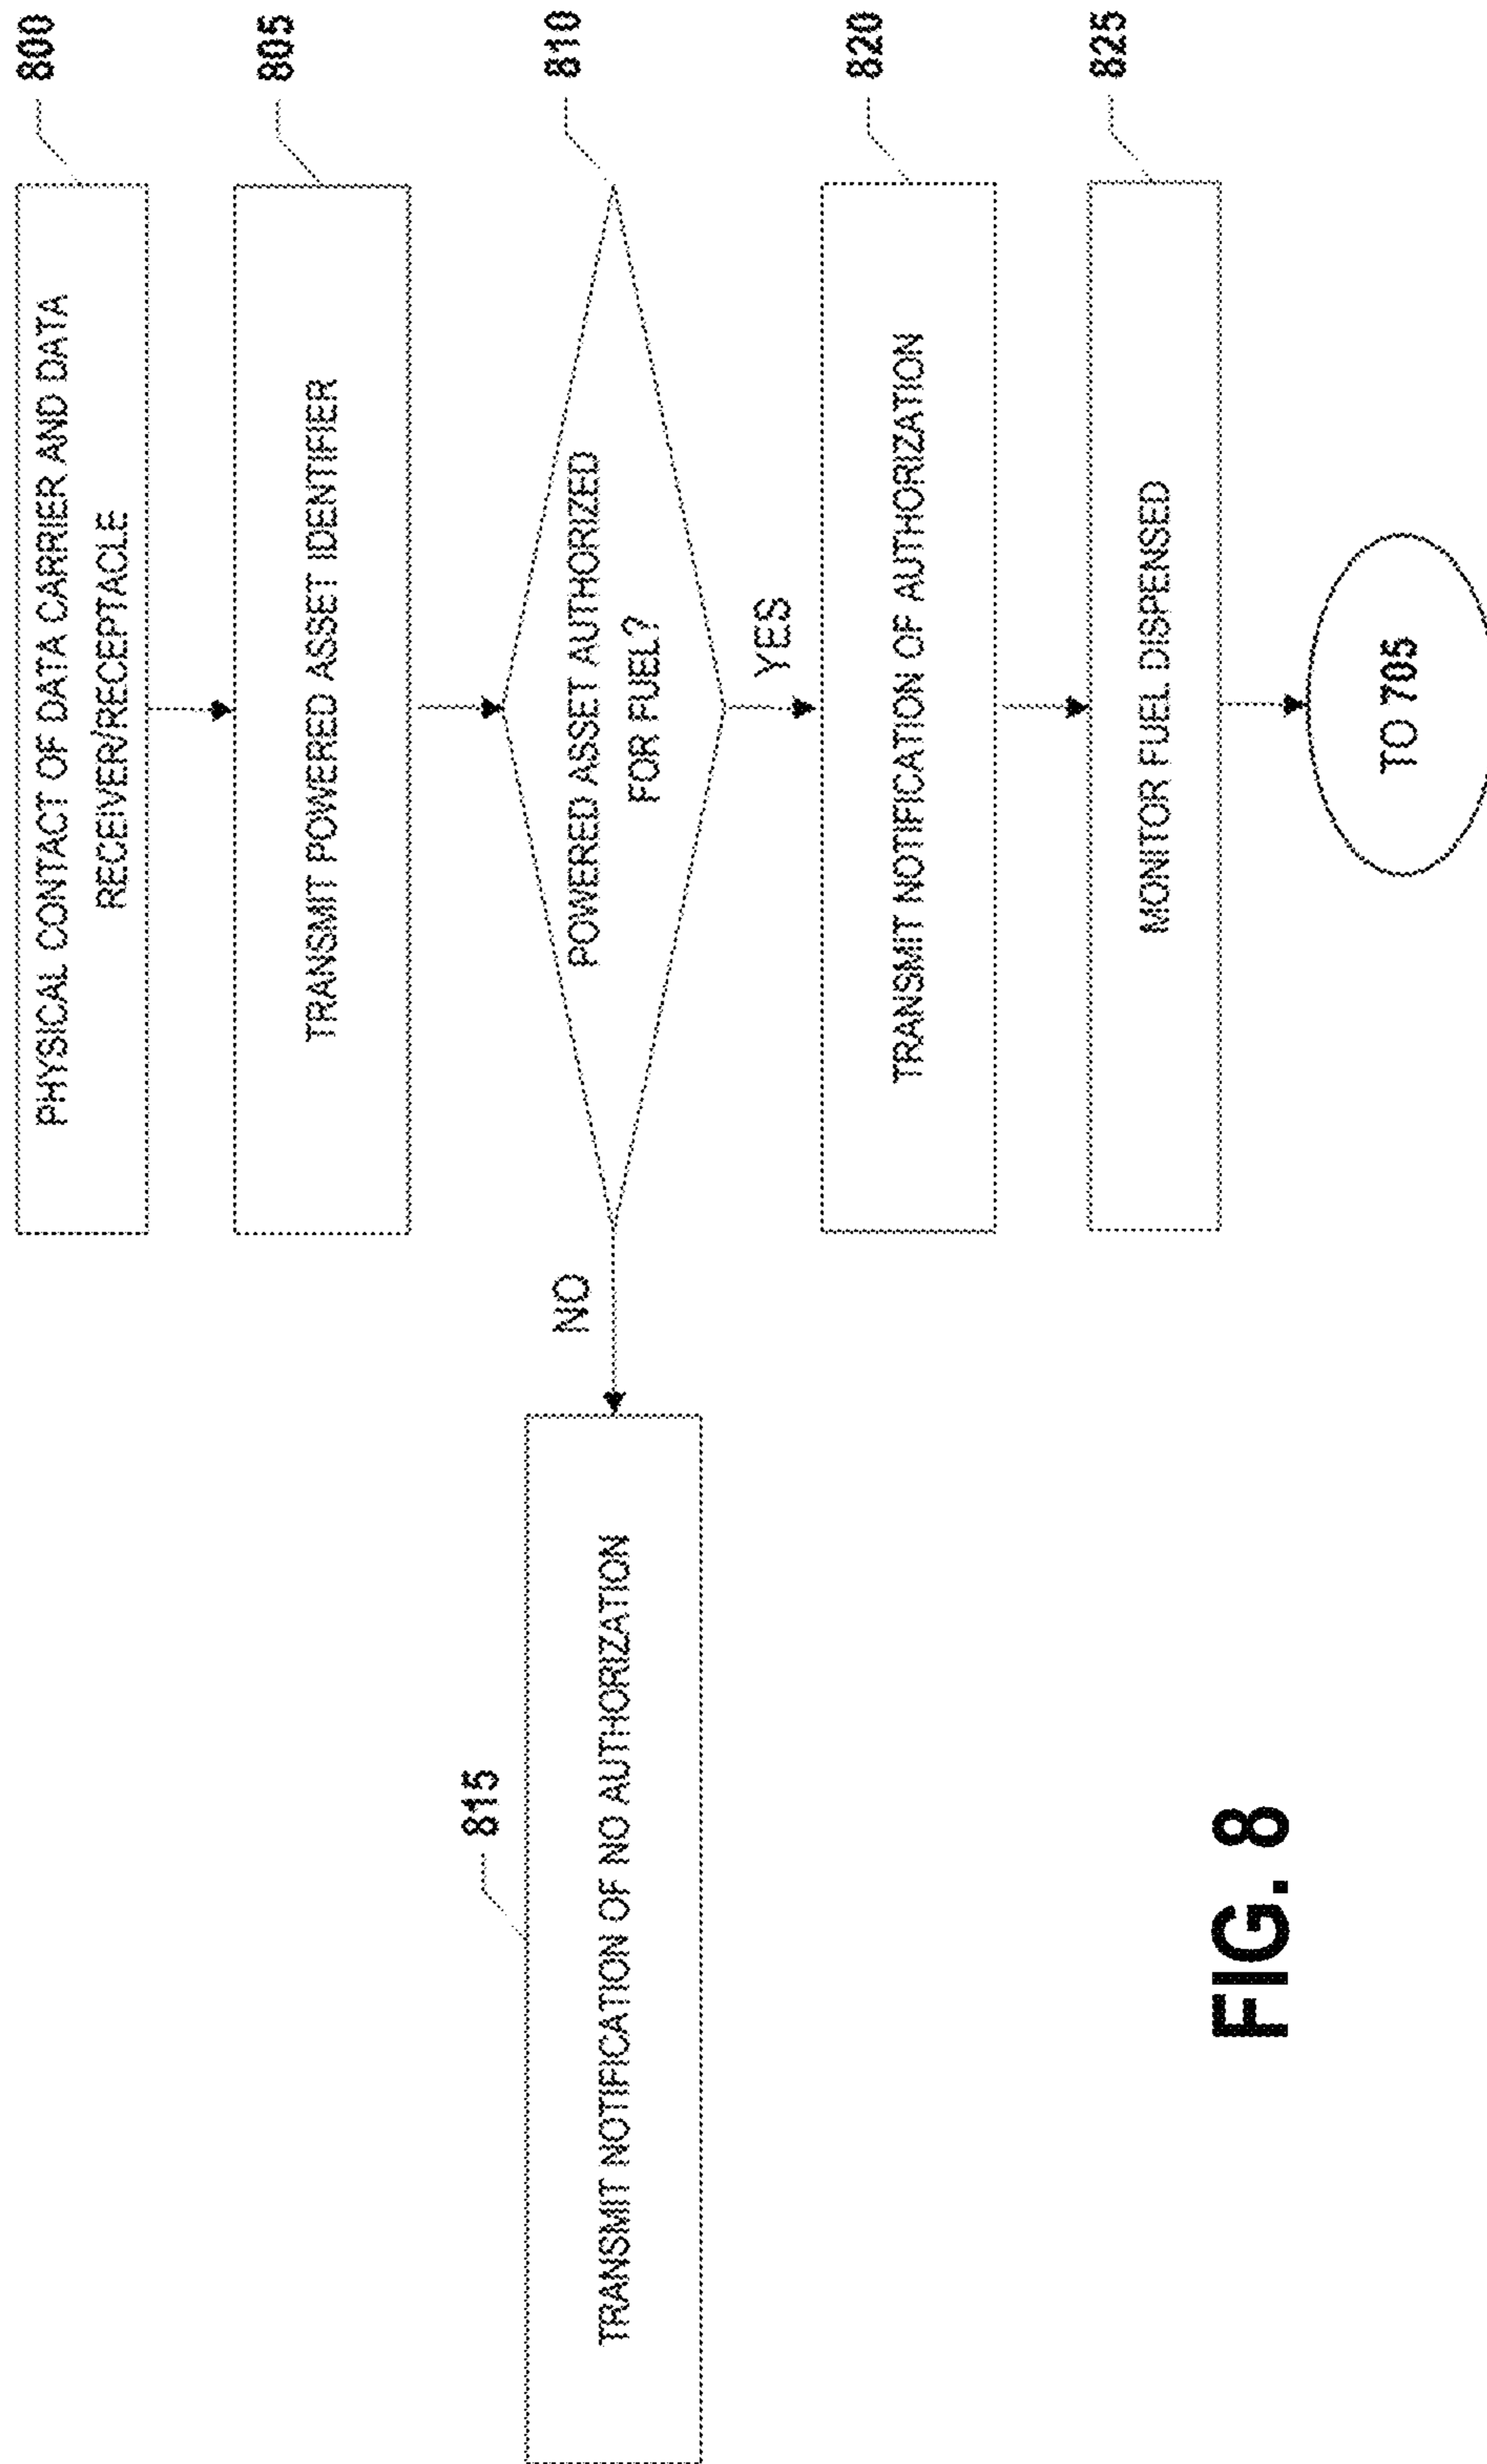 800
PHYSICAL CONTACT OF DATA CARRIER AND DATA
RECEIVER/RECEPTACLE
805
TRANSMIT POWERED ASSET IDENTIFIER
810
POWERED ASSET AUTHORIZED
FOR FUEL?
NO
YES
815
TRANSMIT NOTIFICATION OF NO AUTHORIZATION
820
TRANSMIT NOTIFICATION OF AUTHORIZATION
825
MONITOR FUEL DISPENSED
TO 705
FIG. 8